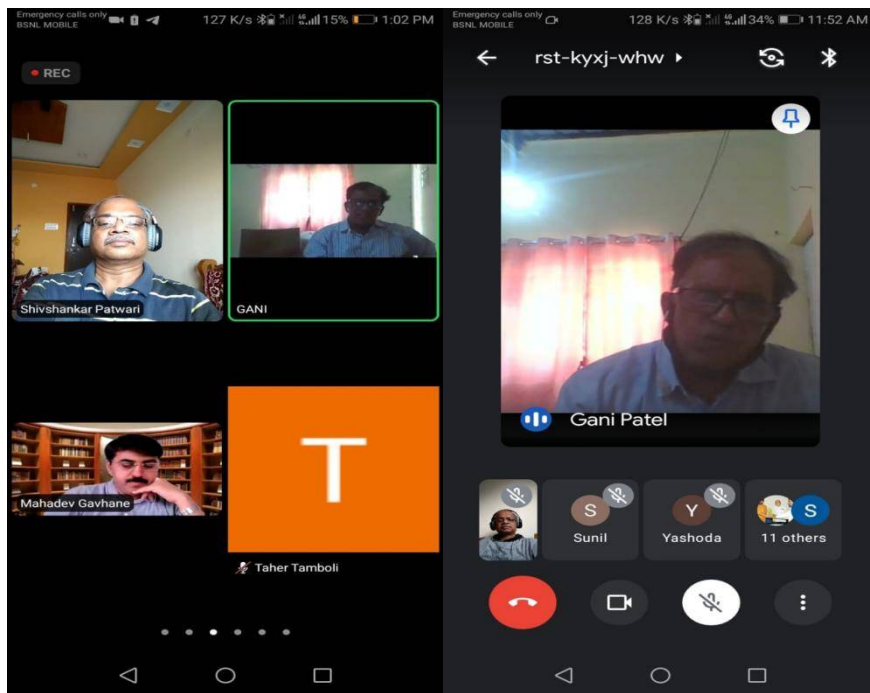 Emergency calls only
BSNL MOBILE
127 K/s
15%
1:02 PM
REC
Shivshankar Patwari
GANI
Mahadev Gavhane
T
Taher Tamboli
Emergency calls only
BSNL MOBILE
128 K/s
34%
11:52 AM
rst-kyxj-whw
Gani Patel
S
Y
S
Sunil
Yashoda
11 others